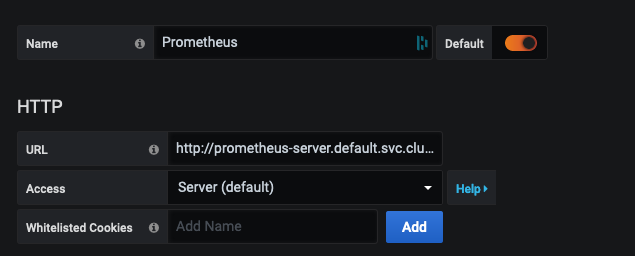 Name Prometheus Default
HTTP
URL http://prometheus-server.default.svc.clu...
Access Server (default) Help
Whitelisted Cookies Add Name Add